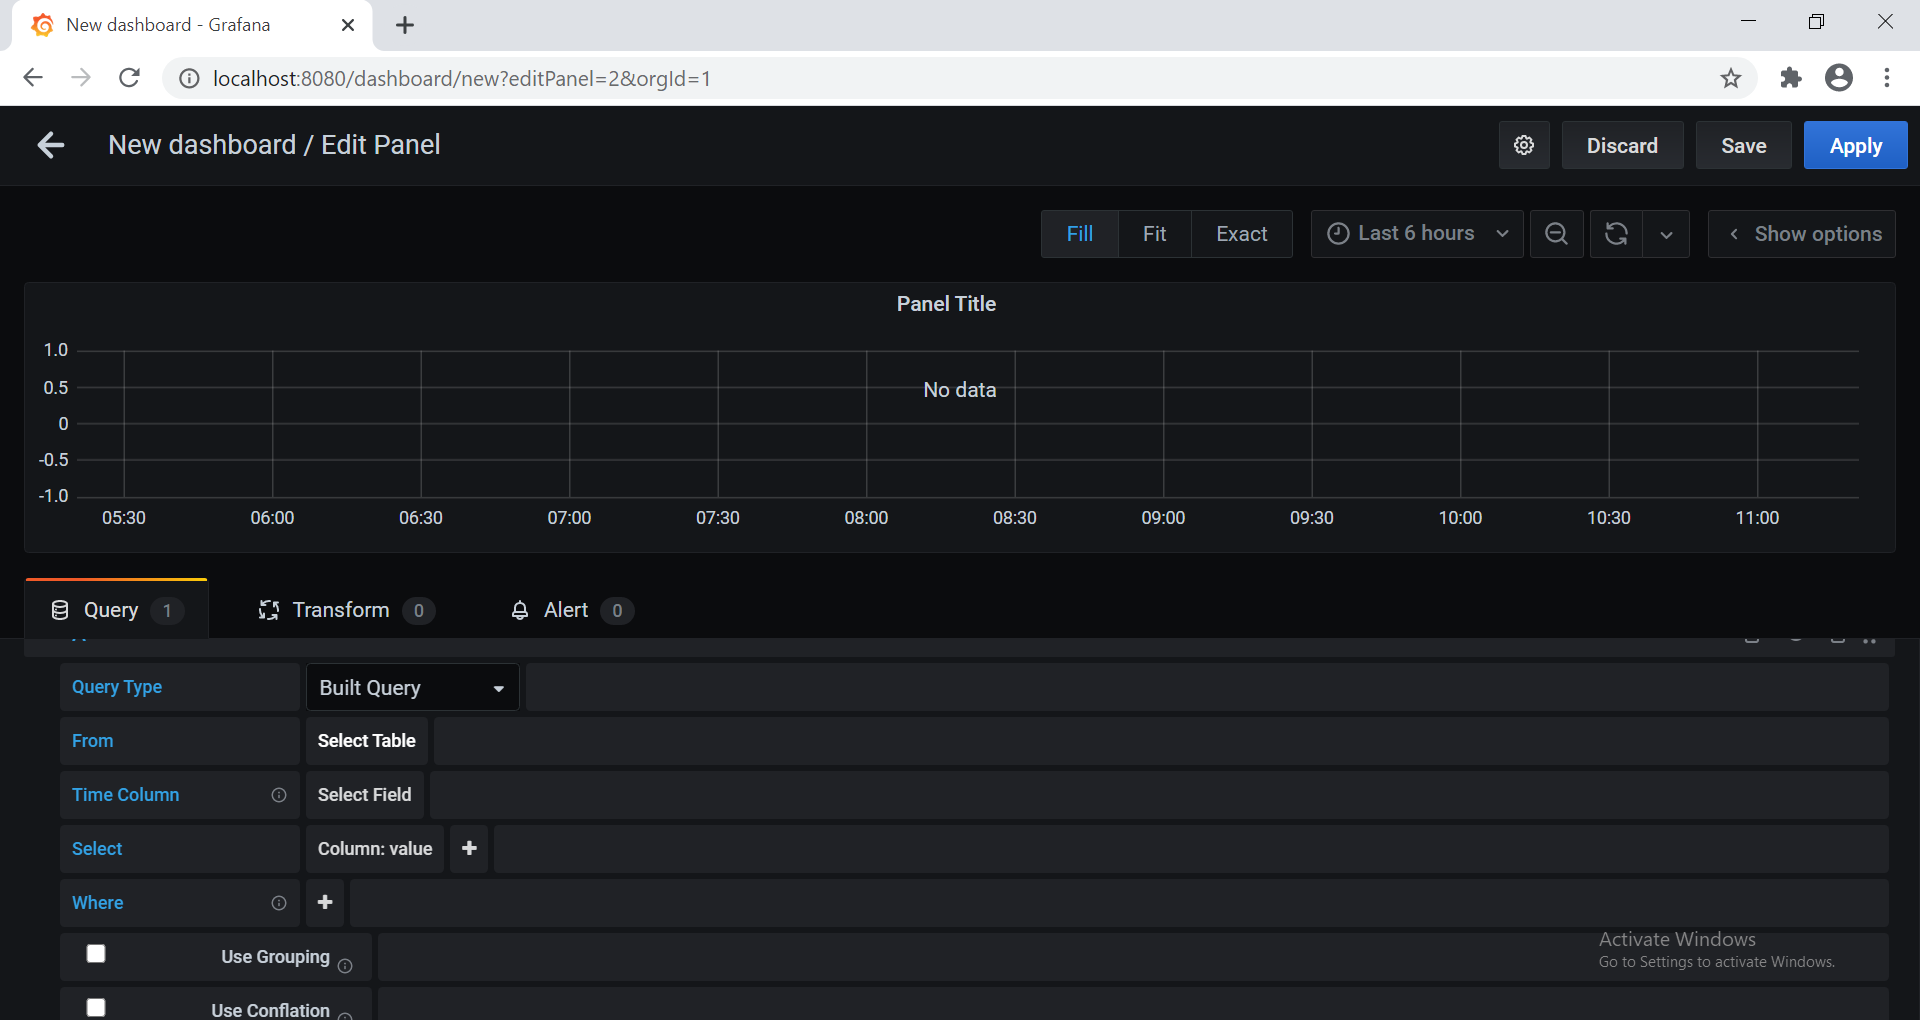 New dashboard - Grafana
localhost:8080/dashboard/new?editPanel=2&orgId=1
New dashboard / Edit Panel
Discard
Save
Apply
Fill
Fit
Exact
Last 6 hours
Show options
Panel Title
1.0
0.5
0
-0.5
-1.0
No data
05:30 06:00 06:30 07:00 07:30 08:00 08:30 09:00 09:30 10:00 10:30 11:00
Query 1
Transform 0
Alert 0
Query Type Built Query
From Select Table
Time Column Select Field
Select Column: value +
Where +
Use Grouping
Use Conflation
Activate Windows
Go to Settings to activate Windows.